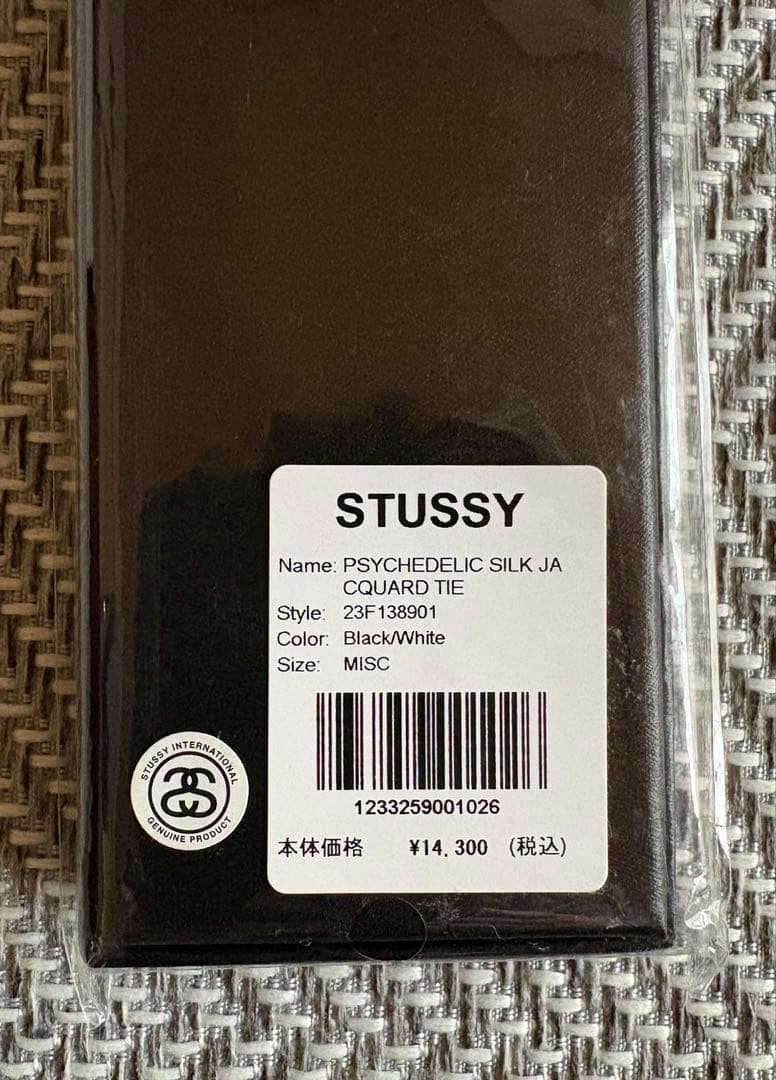 STUSSY
Name: PSYCHEDELIC SILK JA
CQUARD TIE
Style: 23F138901
Color: Black/White
Size: MISC
1233259001026
本体価格 ¥14,300 (税込)
STUSSY INTERNATIONAL
GENUINE PRODUCT